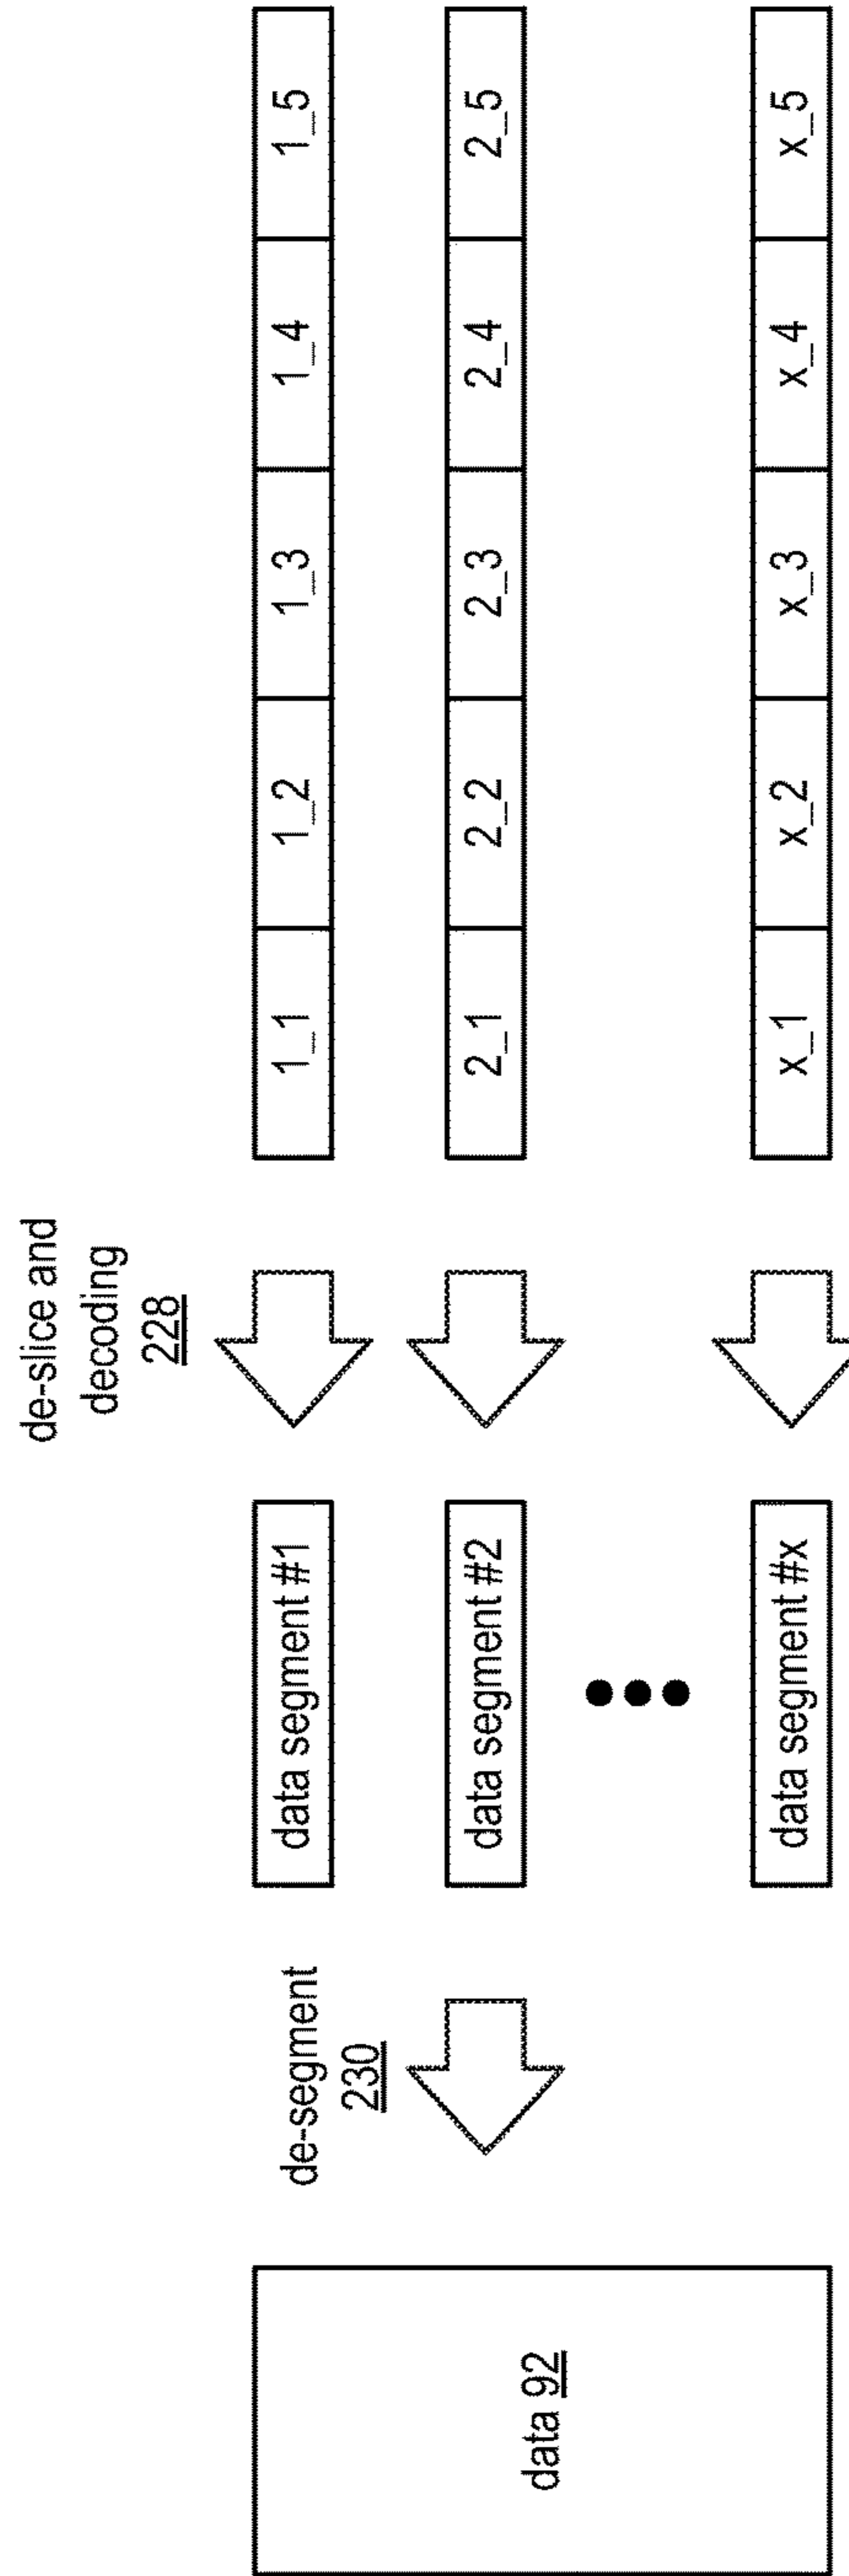 de-slice and
decoding
228
1_1 1_2 1_3 1_4 1_5
data segment #1
de-segment
230
2_1 2_2 2_3 2_4 2_5
data segment #2
data 92
x_1 x_2 x_3 x_4 x_5
data segment #x